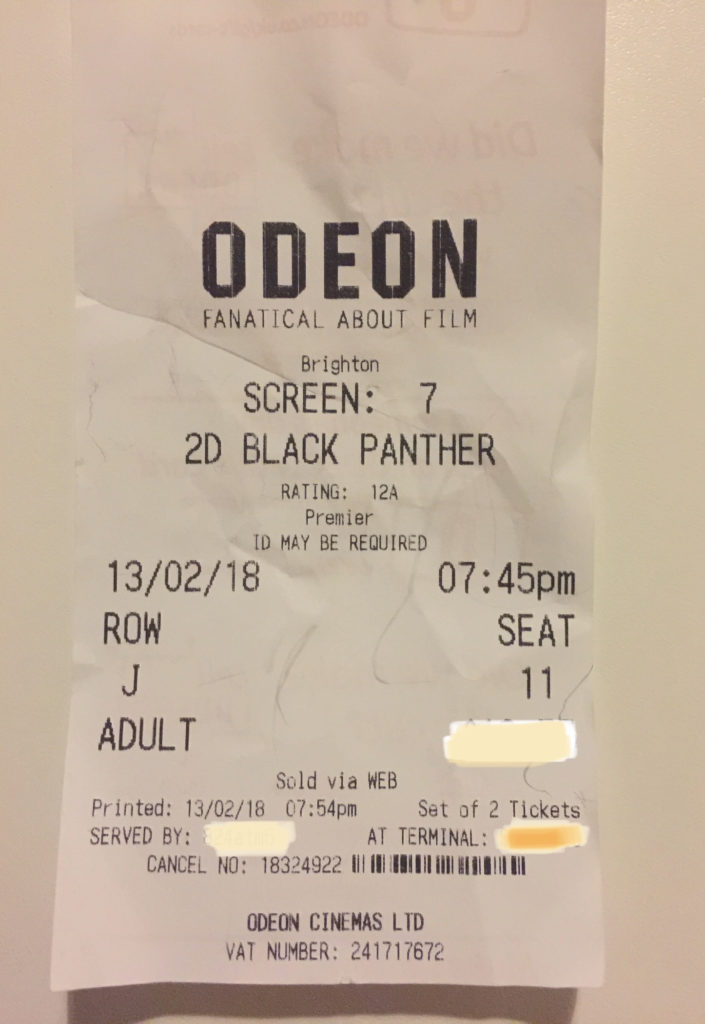 ODEON
FANATICAL ABOUT FILM
Brighton
SCREEN: 7
2D BLACK PANTHER
RATING: 12A
Premier
ID MAY BE REQUIRED
13/02/18 07:45pm
ROW SEAT
J 11
ADULT
Sold via WEB
Printed: 13/02/18 07:54pm Set of 2 Tickets
SERVED BY: AT TERMINAL:
CANCEL NO: 18324922
ODEON CINEMAS LTD
VAT NUMBER: 241717672